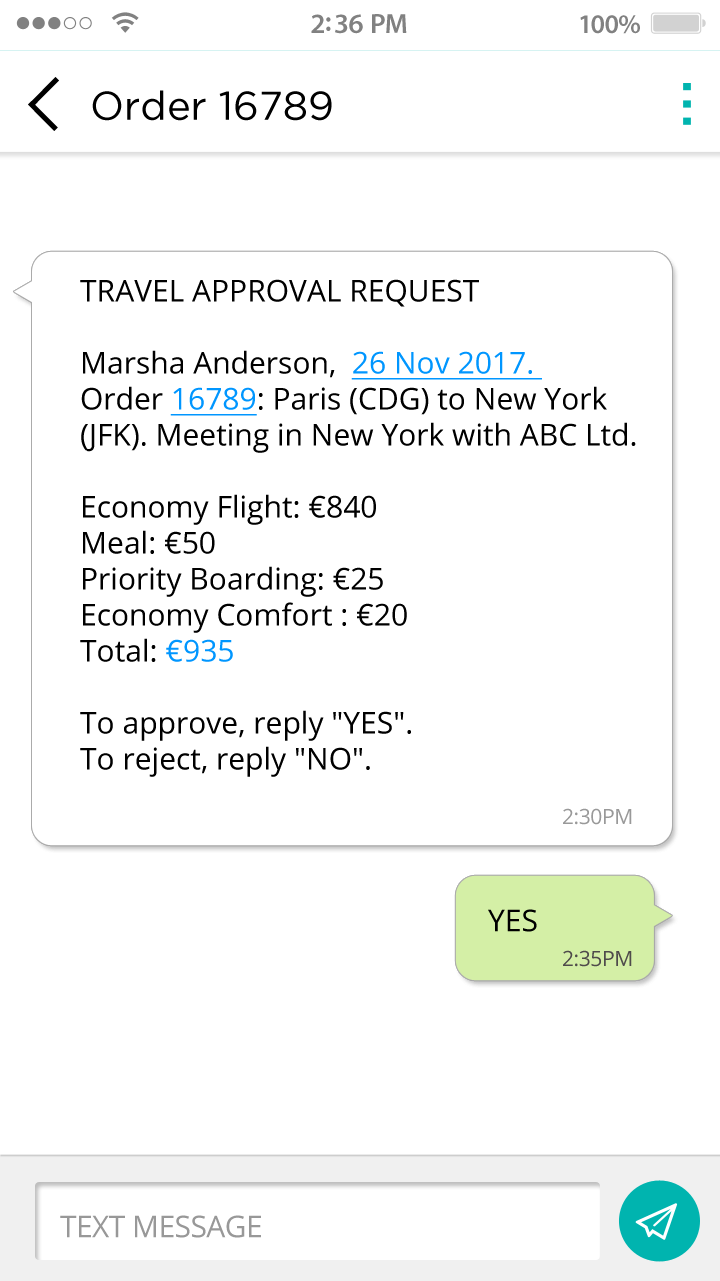 2:36 PM 100%
Order 16789
TRAVEL APPROVAL REQUEST
Marsha Anderson, 26 Nov 2017.
Order 16789: Paris (CDG) to New York
(JFK). Meeting in New York with ABC Ltd.
Economy Flight: €840
Meal: €50
Priority Boarding: €25
Economy Comfort : €20
Total: €935
To approve, reply "YES".
To reject, reply "NO".
2:30PM
YES
2:35PM
TEXT MESSAGE